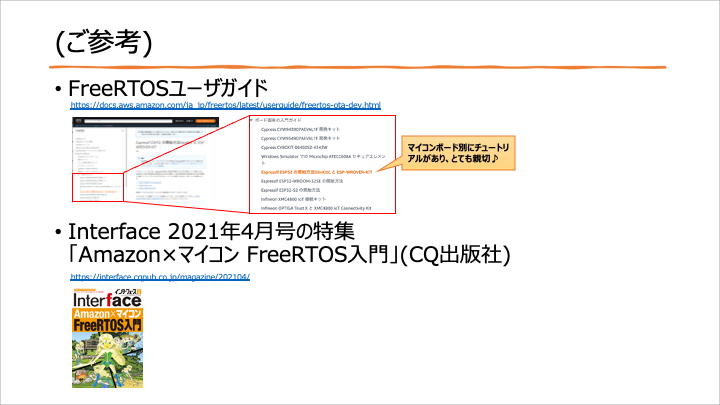 (ご参考)
• FreeRTOSユーザガイド
https://docs.aws.amazon.com/ja_jp/freertos/latest/userguide/freertos-ota-dev.html
▼ ボード固有の入門ガイド
Cypress CYW943907AEVAL1F 開発キット
Cypress CYW954907AEVAL1F 開発キット
Cypress CY8CKIT-064S0S2-4343W
Windows Simulator での Microchip ATECC608A セキュアエレメン
ト
Espressif ESP32 の開始方法DevKitC と ESP-WROVER-KIT
Espressif ESP32-WROOM-32SE の開始方法
Espressif ESP32-S2 の開始方法
Infineon XMC4800 IoT 接続キット
Infineon OPTIGA Trust X と XMC4800 IoT Connectivity Kit
マイコンボード別にチュートリ
アルがあり、とても親切♪
• Interface 2021年4月号の特集
「Amazon×マイコン FreeRTOS入門」(CQ出版社)
https://interface.cqpub.co.jp/magazine/202104/
インターフェース
Interface
Amazon×マイコン
FreeRTOS入門